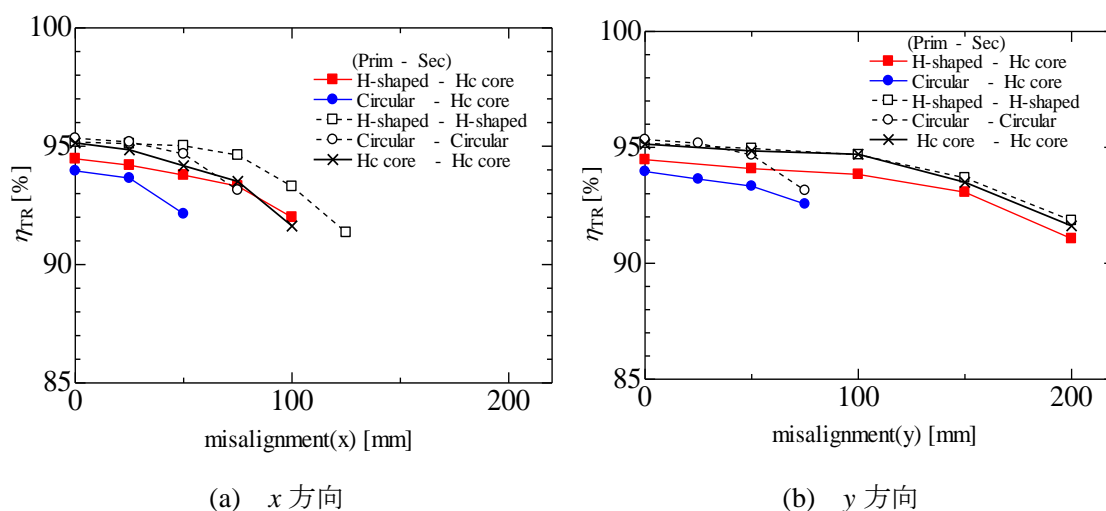 100
(Prim - Sec)
H-shaped - Hc core
Circular - Hc core
H-shaped - H-shaped
Circular - Circular
Hc core - Hc core
95
90
85
ηTR [%]
0 100 200
misalignment(x) [mm]
(a) x 方向
100
(Prim - Sec)
H-shaped - Hc core
Circular - Hc core
H-shaped - H-shaped
Circular - Circular
Hc core - Hc core
95
90
85
ηTR [%]
0 100 200
misalignment(y) [mm]
(b) y 方向